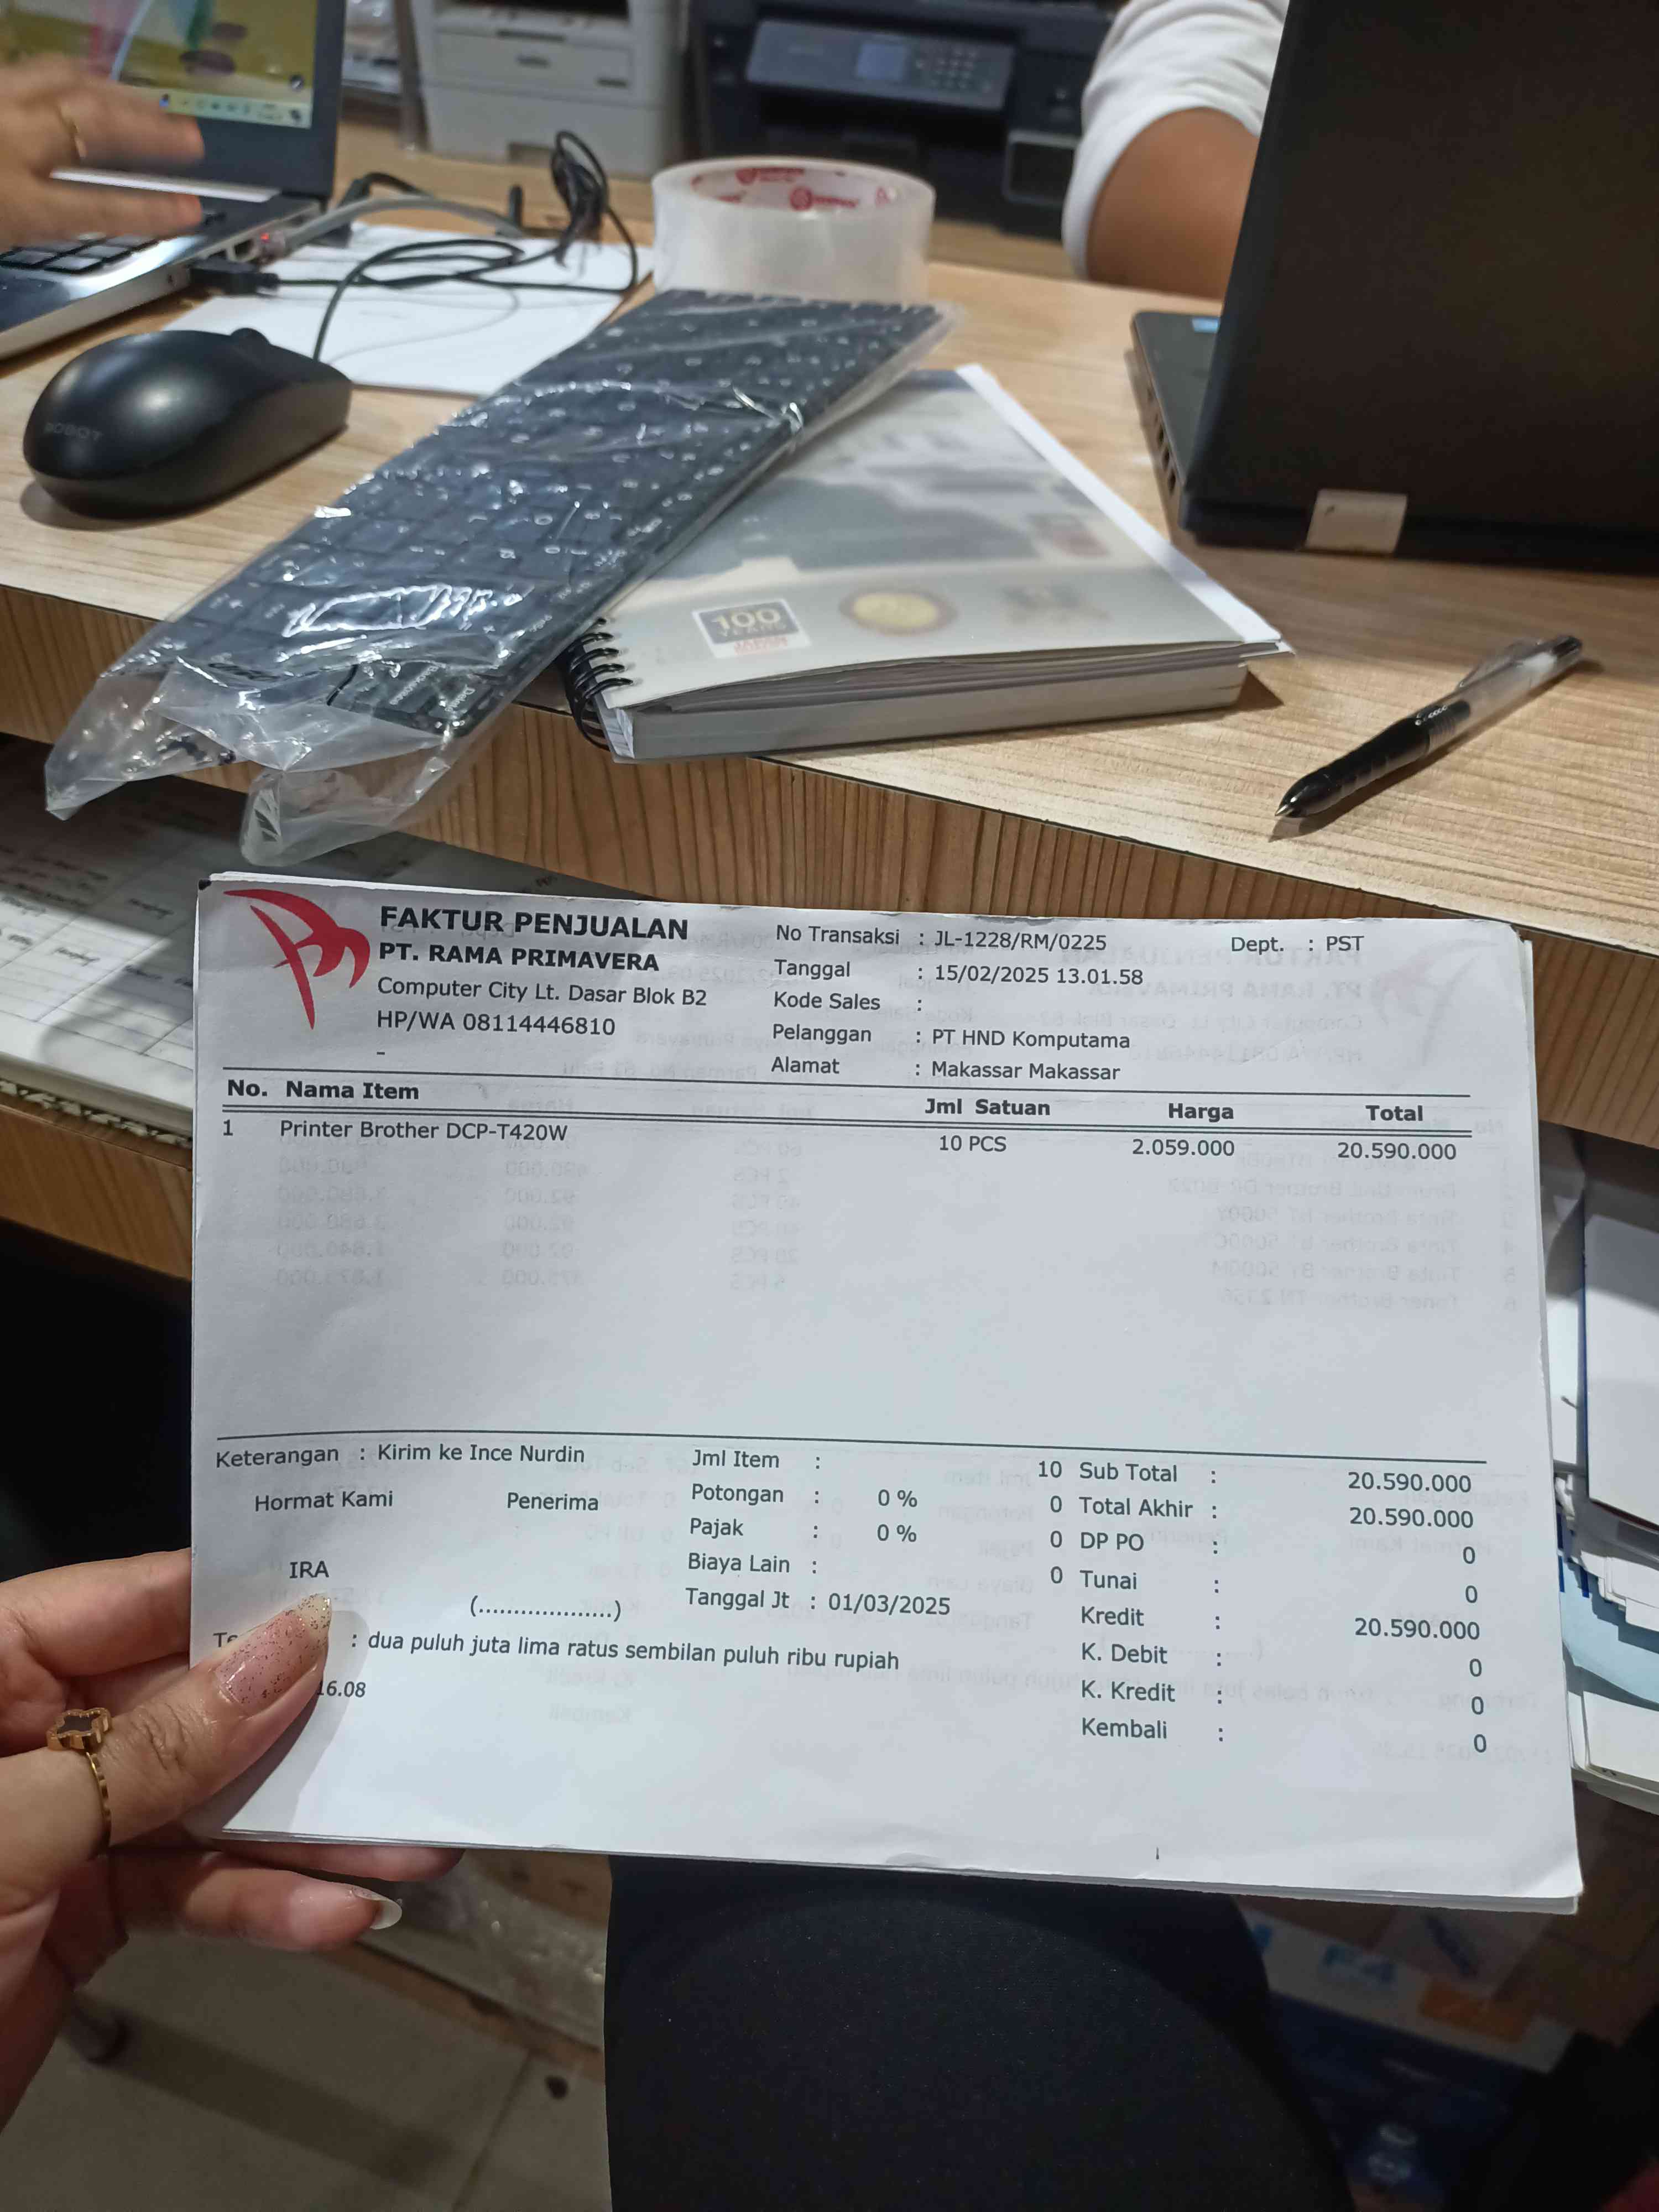 ROBOT
100
YEARS
FAKTUR PENJUALAN
PT. RAMA PRIMAVERA
Computer City Lt. Dasar Blok B2
HP/WA 08114446810
-
No Transaksi : JL-1228/RM/0225 Dept. : PST
Tanggal : 15/02/2025 13.01.58
Kode Sales :
Pelanggan : PT HND Komputama
Alamat : Makassar Makassar
No. Nama Item Jml Satuan Harga Total
1 Printer Brother DCP-T420W 10 PCS 2.059.000 20.590.000
Keterangan : Kirim ke Ince Nurdin
Hormat Kami Penerima
IRA
(...................)
Jml Item : 10
Potongan : 0 % 0
Pajak : 0 % 0
Biaya Lain : 0
Tanggal Jt : 01/03/2025
Sub Total : 20.590.000
Total Akhir : 20.590.000
DP PO : 0
Tunai : 0
Kredit : 20.590.000
K. Debit : 0
K. Kredit : 0
Kembali : 0
: dua puluh juta lima ratus sembilan puluh ribu rupiah
16.08